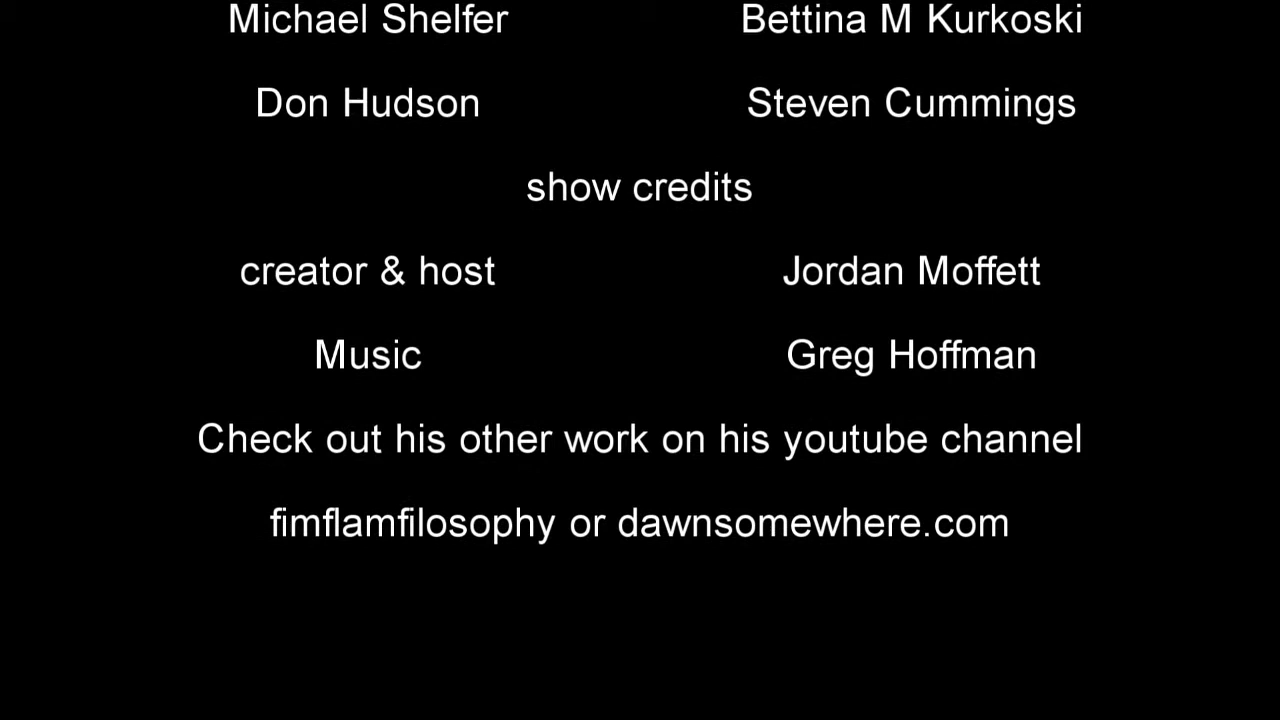 Michael Shelfer Bettina M Kurkoski
Don Hudson Steven Cummings
show credits
creator & host Jordan Moffett
Music Greg Hoffman
Check out his other work on his youtube channel
fimflamfilosophy or dawnsomewhere.com